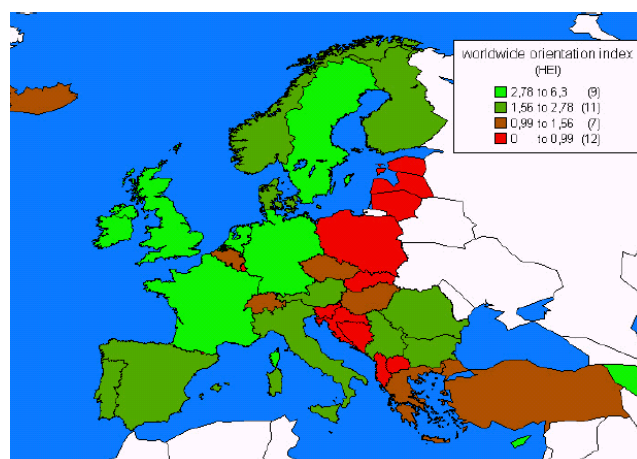 worldwide orientation index
(HEI)
2,78 to 6,3 (9)
1,56 to 2,78 (11)
0,99 to 1,56 (7)
0 to 0,99 (12)